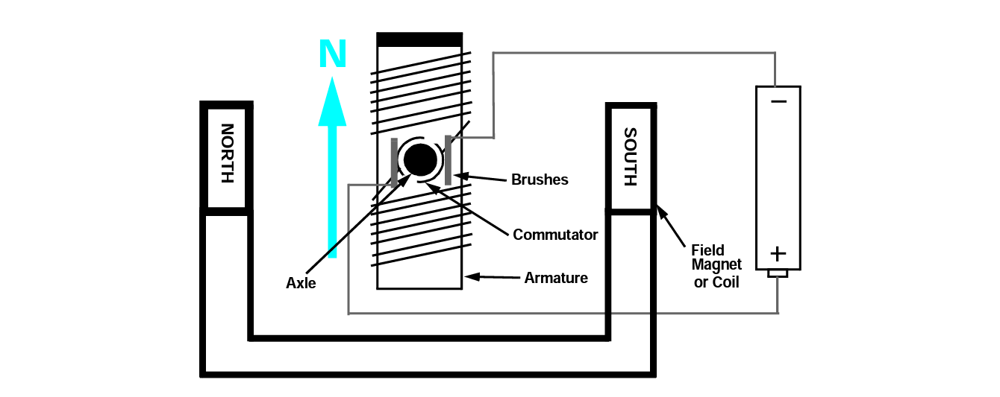 N
NORTH
SOUTH
−
+
Brushes
Commutator
Axle
Armature
Field
Magnet
or Coil